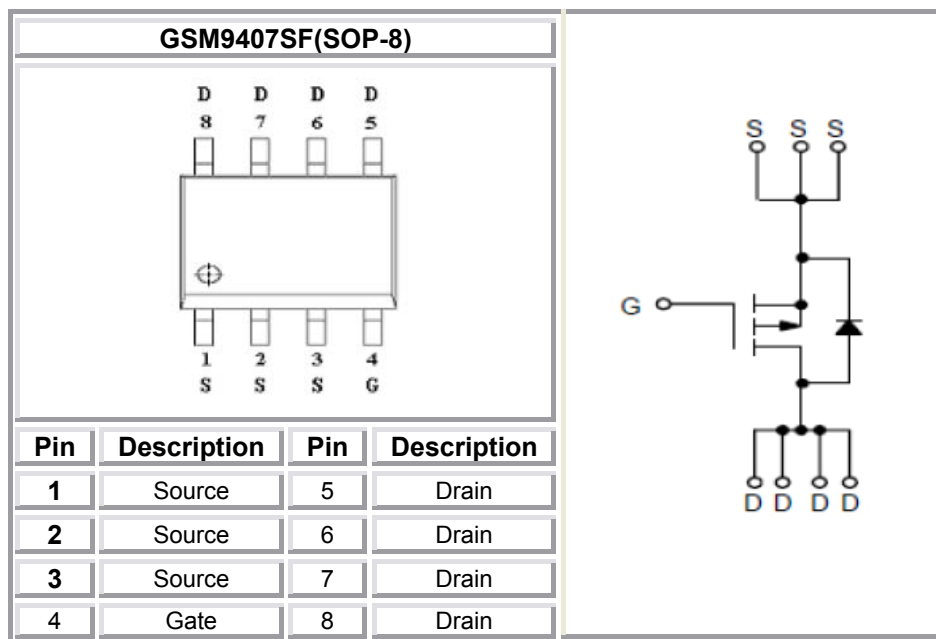 GSM9407SF(SOP-8)
D D D D
8 7 6 5
1 2 3 4
S S S G
Pin Description Pin Description
1 Source 5 Drain
2 Source 6 Drain
3 Source 7 Drain
4 Gate 8 Drain
S S S
G
D D D D